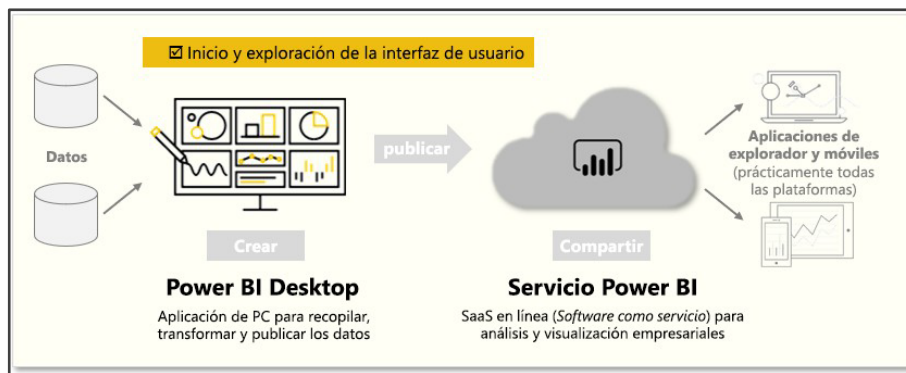 ☑ Inicio y exploración de la interfaz de usuario
Datos
publicar
Aplicaciones de
explorador y móviles
(prácticamente todas
las plataformas)
Crear
Compartir
Power BI Desktop
Aplicación de PC para recopilar,
transformar y publicar los datos
Servicio Power BI
SaaS en línea (Software como servicio) para
análisis y visualización empresariales